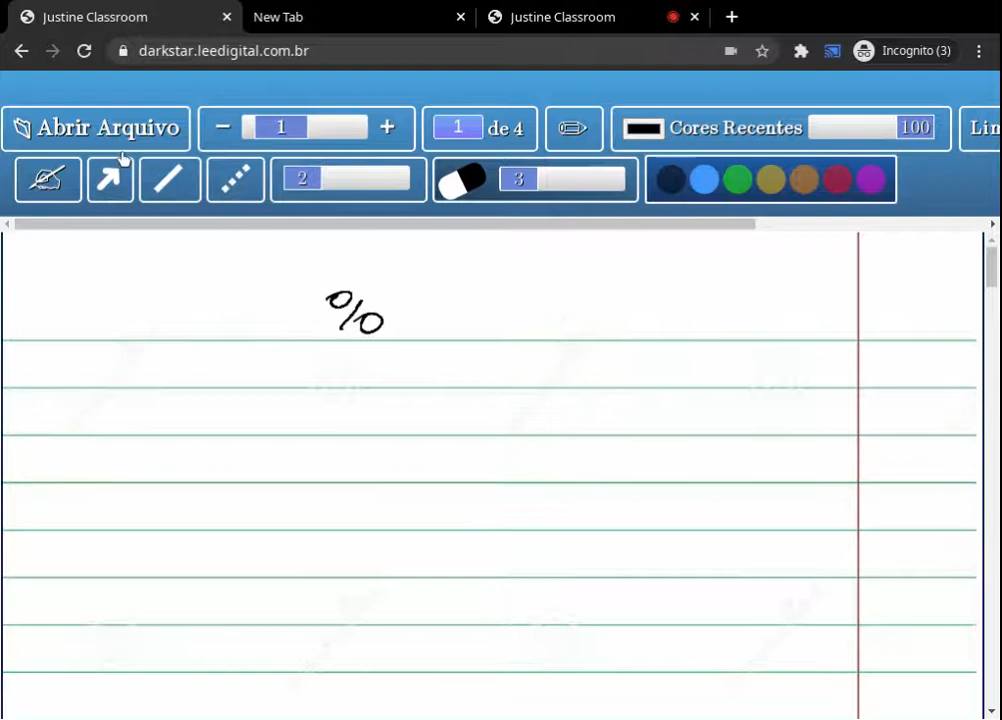 Justine Classroom
New Tab
Justine Classroom
darkstar.leedigital.com.br
Incognito (3)
Abrir Arquivo
− 1 +
1 de 4
Cores Recentes
100
Lin
2
3
%